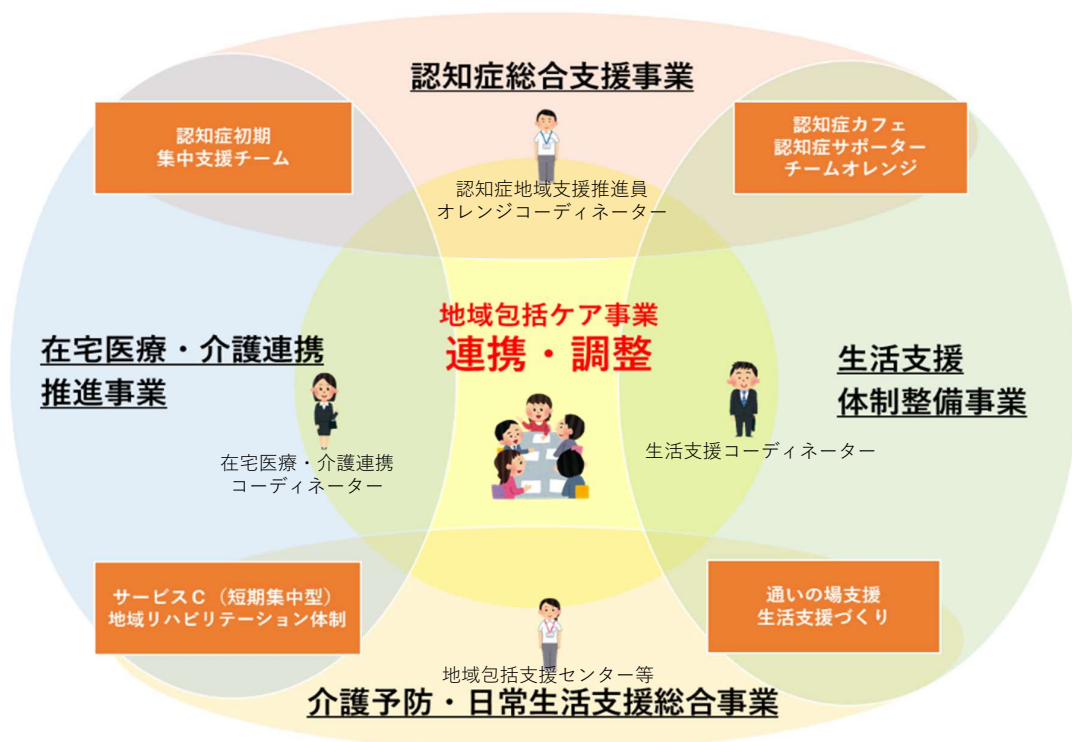 認知症総合支援事業
認知症初期
集中支援チーム
認知症カフェ
認知症サポーター
チームオレンジ
認知症地域支援推進員
オレンジコーディネーター
地域包括ケア事業
連携・調整
在宅医療・介護連携
推進事業
生活支援
体制整備事業
在宅医療・介護連携
コーディネーター
生活支援コーディネーター
サービスC（短期集中型）
地域リハビリテーション体制
通いの場支援
生活支援づくり
地域包括支援センター等
介護予防・日常生活支援総合事業